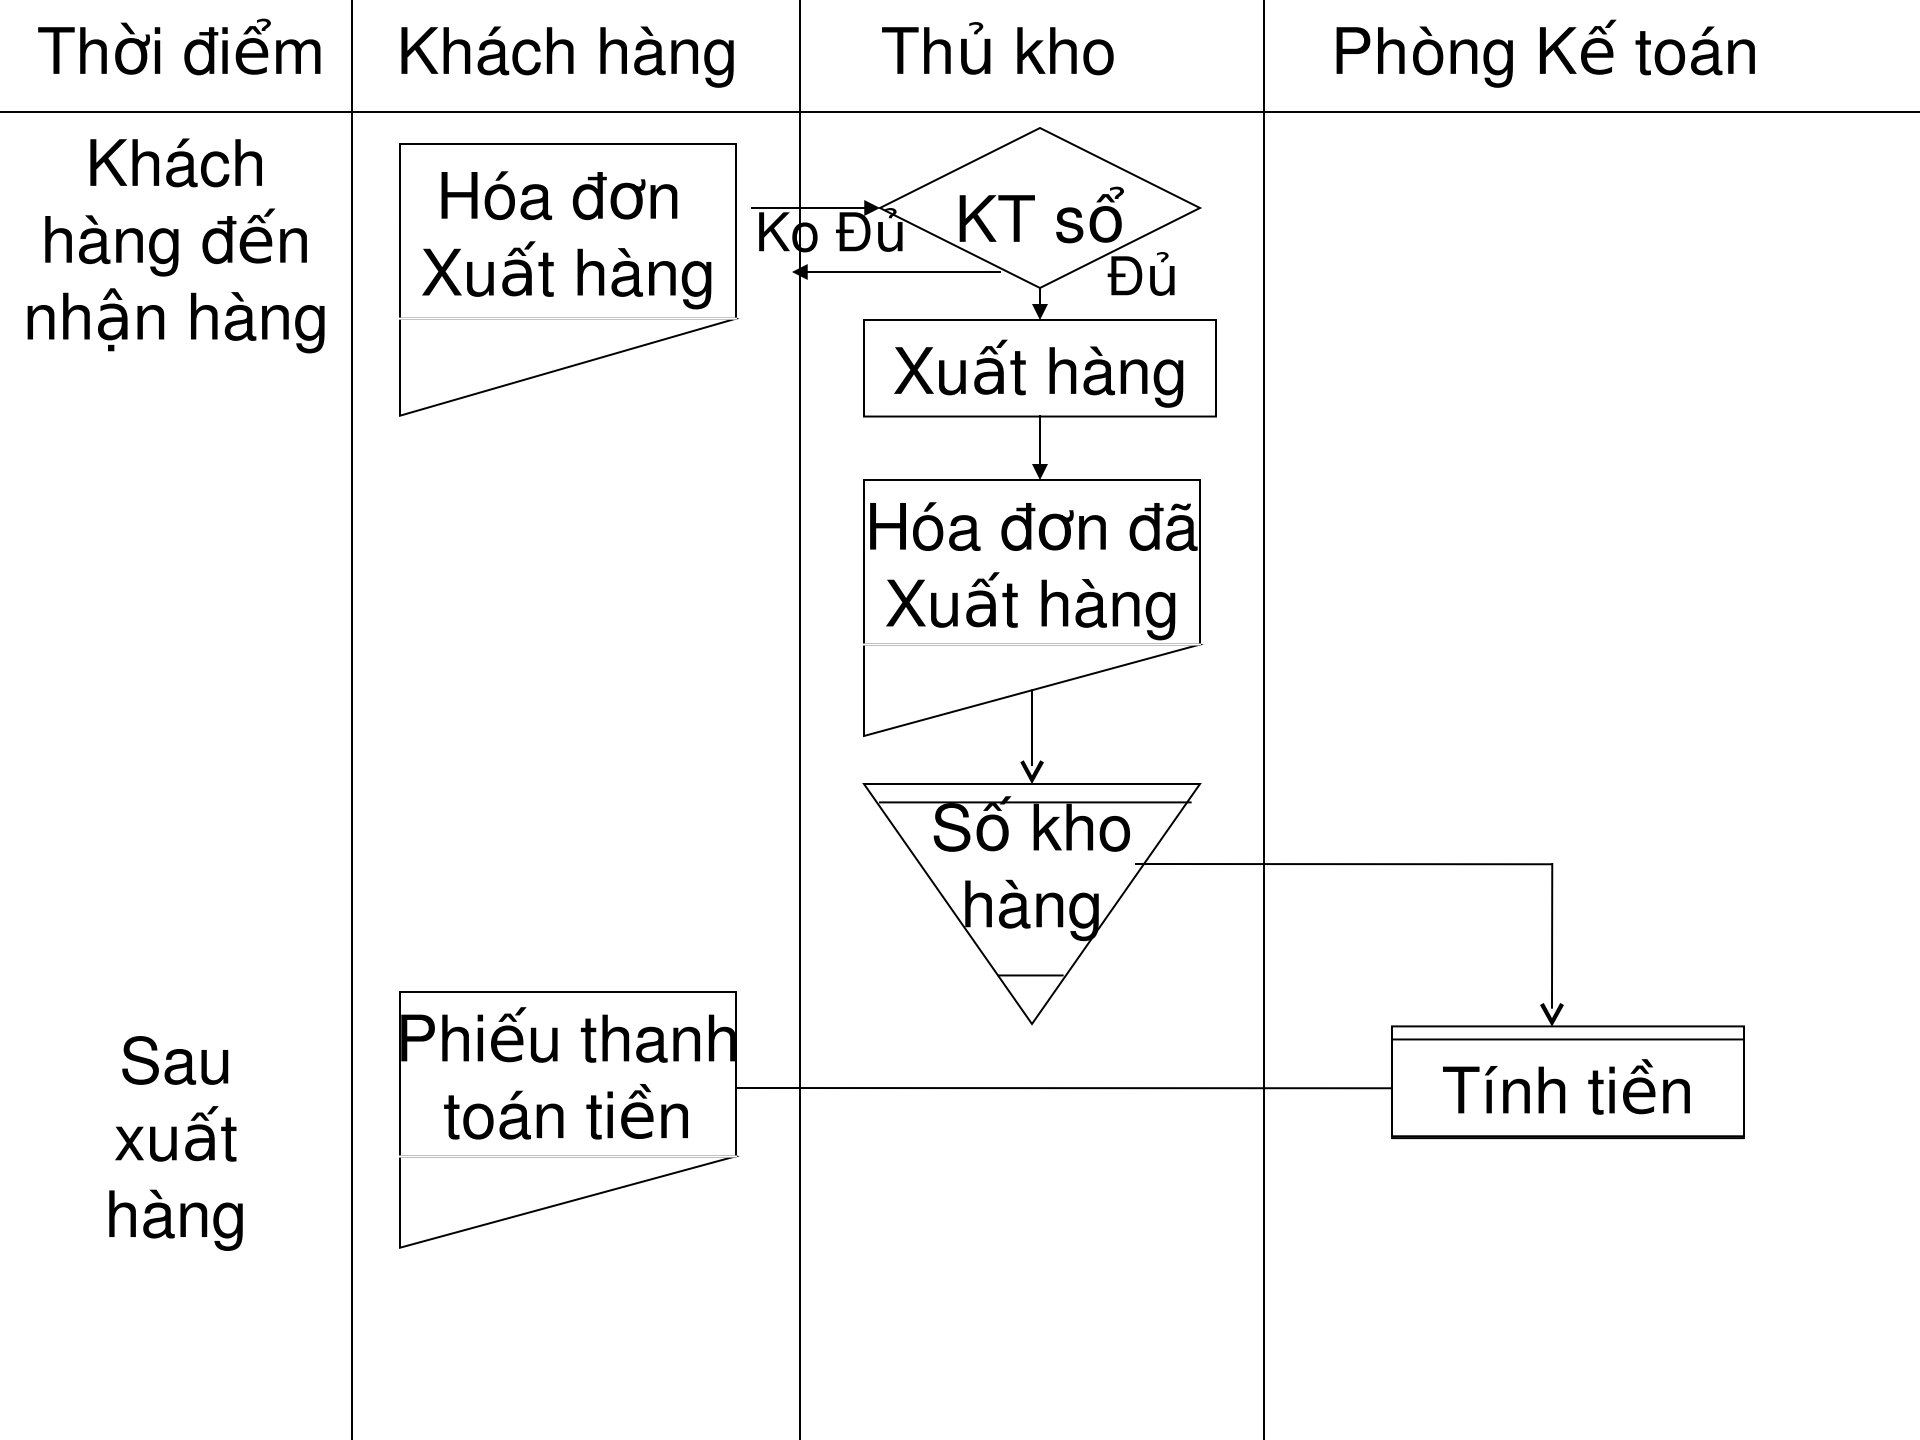 Thời điểm
Khách hàng
Thủ kho
Phòng Kế toán
Khách
hàng đến
nhận hàng
Hóa đơn
Xuất hàng
Ko Đủ
KT sổ
Đủ
Xuất hàng
Hóa đơn đã
Xuất hàng
Số kho
hàng
Sau
xuất
hàng
Phiếu thanh
toán tiền
Tính tiền